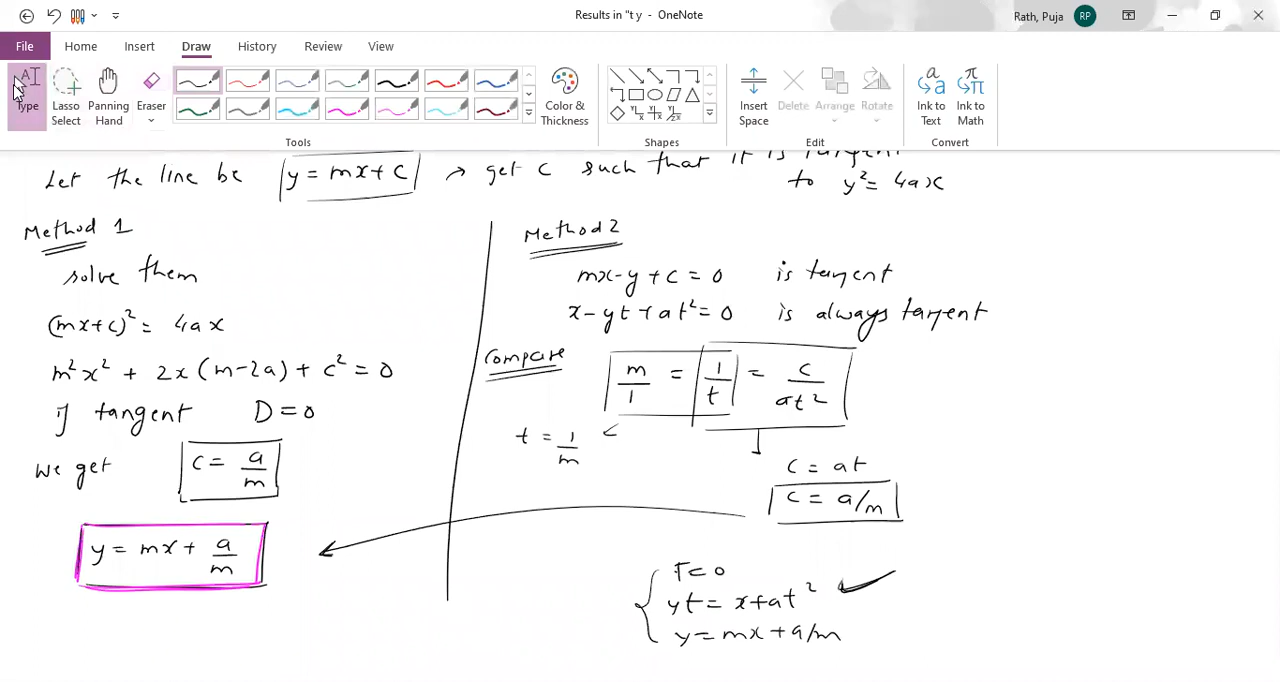 Results in "t y - OneNote
Rath, Puja RP
File Home Insert Draw History Review View
Type
Lasso Select
Panning Hand
Eraser
Color & Thickness
Insert Space
Delete
Arrange
Rotate
Ink to Text
Ink to Math
Tools
Shapes
Edit
Convert
Let the line be y = mx + c → get c such that it is tangent
to y² = 4ax
Method 1
solve them
(mx+c)² = 4ax
m²x² + 2x(m-2a) + c² = 0
if tangent D = 0
we get c = a/m
y = mx + a/m
Method 2
mx - y + c = 0 is tangent
x - yt + at² = 0 is always tangent
Compare m/1 = 1/t = c/at²
t = 1/m
c = at
c = a/m
T = 0
yt = x + at²
y = mx + a/m